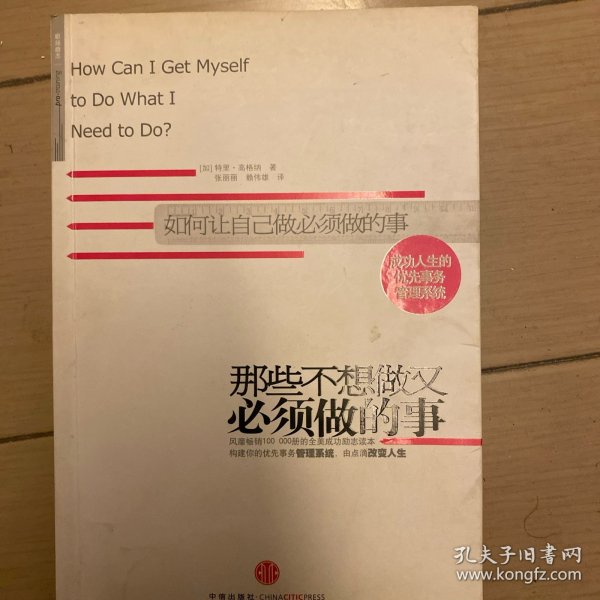 How Can I Get Myself
to Do What I
Need to Do?
[加] 特里·高格纳 著
张丽丽 赖伟雄 译
如何让自己做必须做的事
成功人生的
优先事务
管理系统
那些不想做又
必须做的事
风靡畅销100 000册的全美成功励志读本
构建你的优先事务管理系统，由点滴改变人生
中信出版社·CHINACITICPRESS
孔夫子旧书网
www.kongfz.com